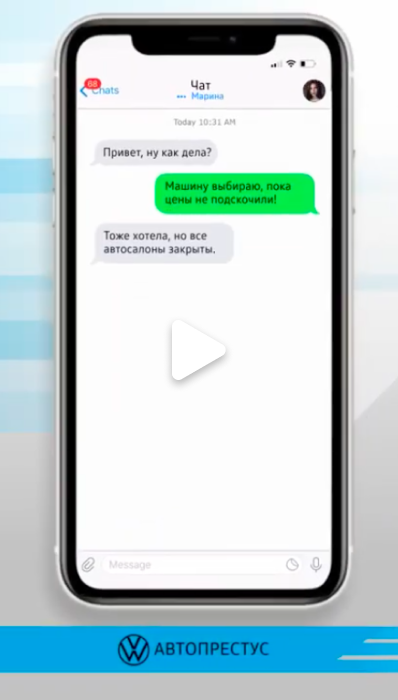 68
Chats
Чат
Марина
Today 10:31 AM
Привет, ну как дела?
Машину выбираю, пока
цены не подскочили!
Тоже хотела, но все
автосалоны закрыты.
Message
АВТОПРЕСТУС